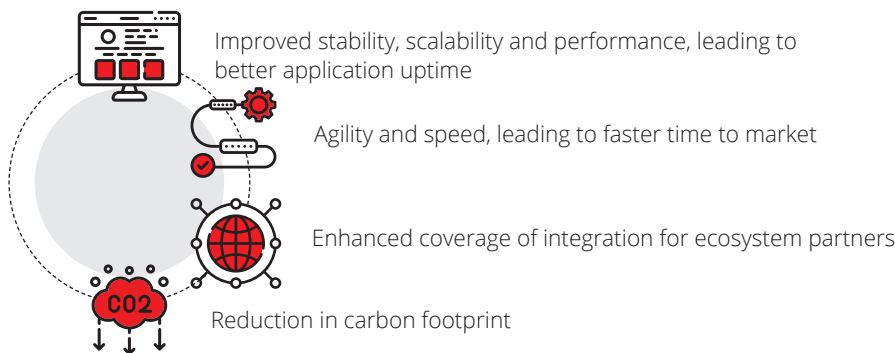 Improved stability, scalability and performance, leading to
better application uptime
Agility and speed, leading to faster time to market
Enhanced coverage of integration for ecosystem partners
CO2
Reduction in carbon footprint